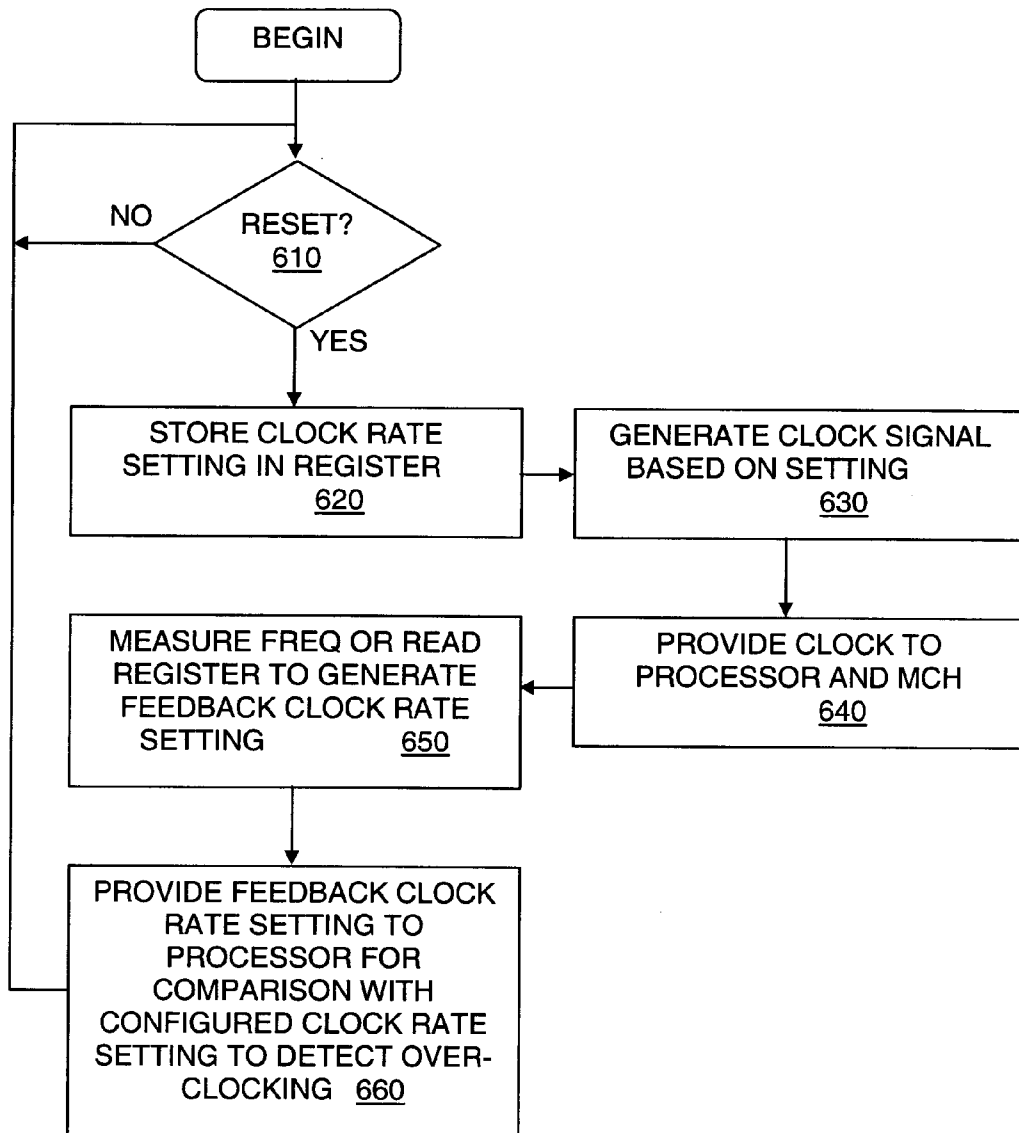 BEGIN
RESET?
610
NO
YES
STORE CLOCK RATE
SETTING IN REGISTER
620
GENERATE CLOCK SIGNAL
BASED ON SETTING
630
PROVIDE CLOCK TO
PROCESSOR AND MCH
640
MEASURE FREQ OR READ
REGISTER TO GENERATE
FEEDBACK CLOCK RATE
SETTING 650
PROVIDE FEEDBACK CLOCK
RATE SETTING TO
PROCESSOR FOR
COMPARISON WITH
CONFIGURED CLOCK RATE
SETTING TO DETECT OVER-
CLOCKING 660